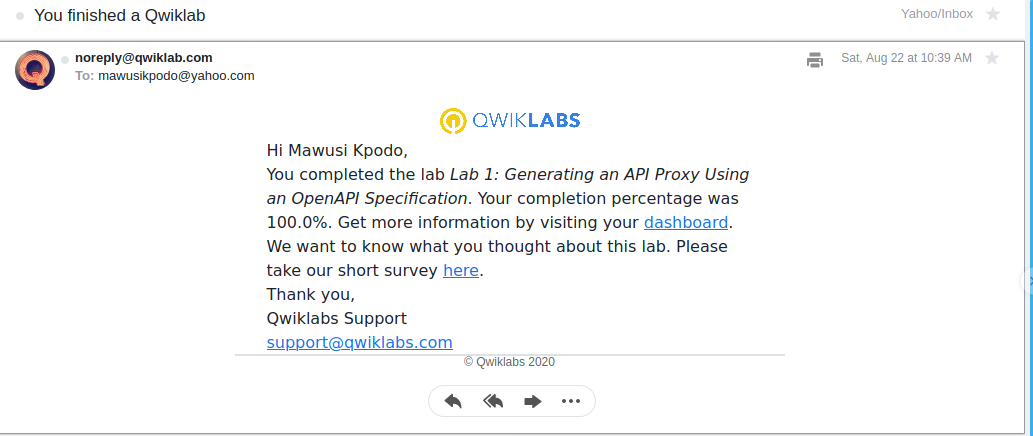 You finished a Qwiklab
Yahoo/Inbox
noreply@qwiklab.com
Sat, Aug 22 at 10:39 AM
To: mawusikpodo@yahoo.com
QWIKLABS
Hi Mawusi Kpodo,
You completed the lab Lab 1: Generating an API Proxy Using
an OpenAPI Specification. Your completion percentage was
100.0%. Get more information by visiting your dashboard.
We want to know what you thought about this lab. Please
take our short survey here.
Thank you,
Qwiklabs Support
support@qwiklabs.com
© Qwiklabs 2020